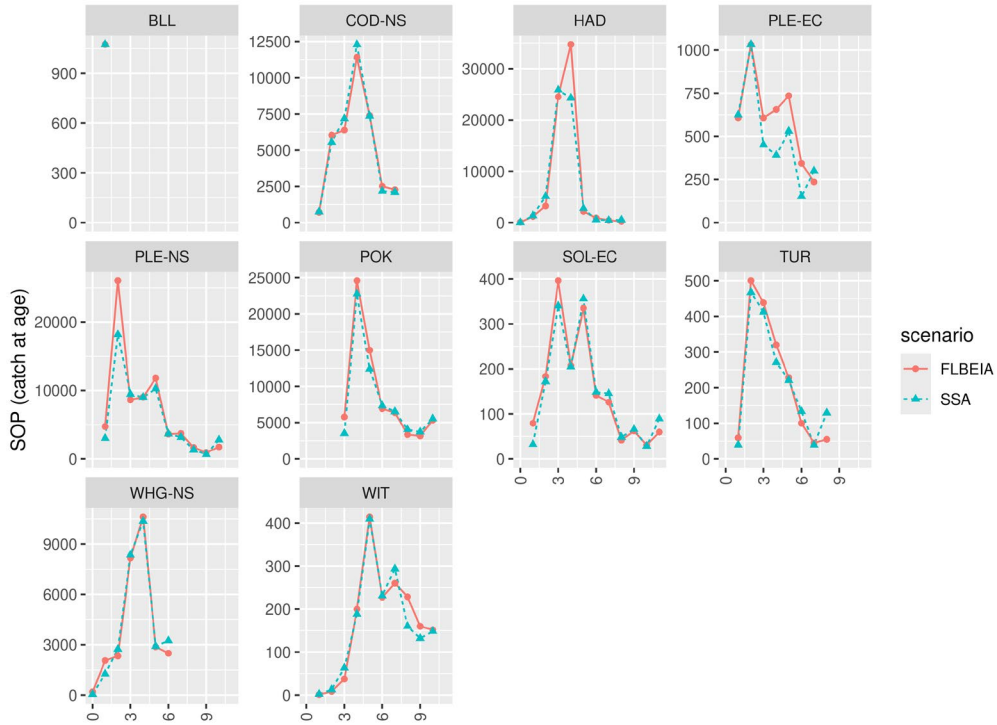 BLL COD-NS HAD PLE-EC
900 600 300 0
12500 10000 7500 5000 2500 0
30000 20000 10000 0
1000 750 500 250 0
PLE-NS POK SOL-EC TUR
20000 10000 0
25000 20000 15000 10000 5000 0
400 300 200 100 0
500 400 300 200 100 0
0 3 6 9
0 3 6 9
WHG-NS WIT
9000 6000 3000 0
400 300 200 100 0
0 3 6 9
0 3 6 9
SOP (catch at age)
scenario
FLBEIA
SSA